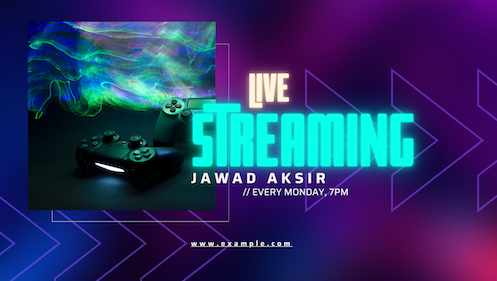 LIVE
STREAMING
JAWAD AKSIR
// EVERY MONDAY, 7PM
www.example.com